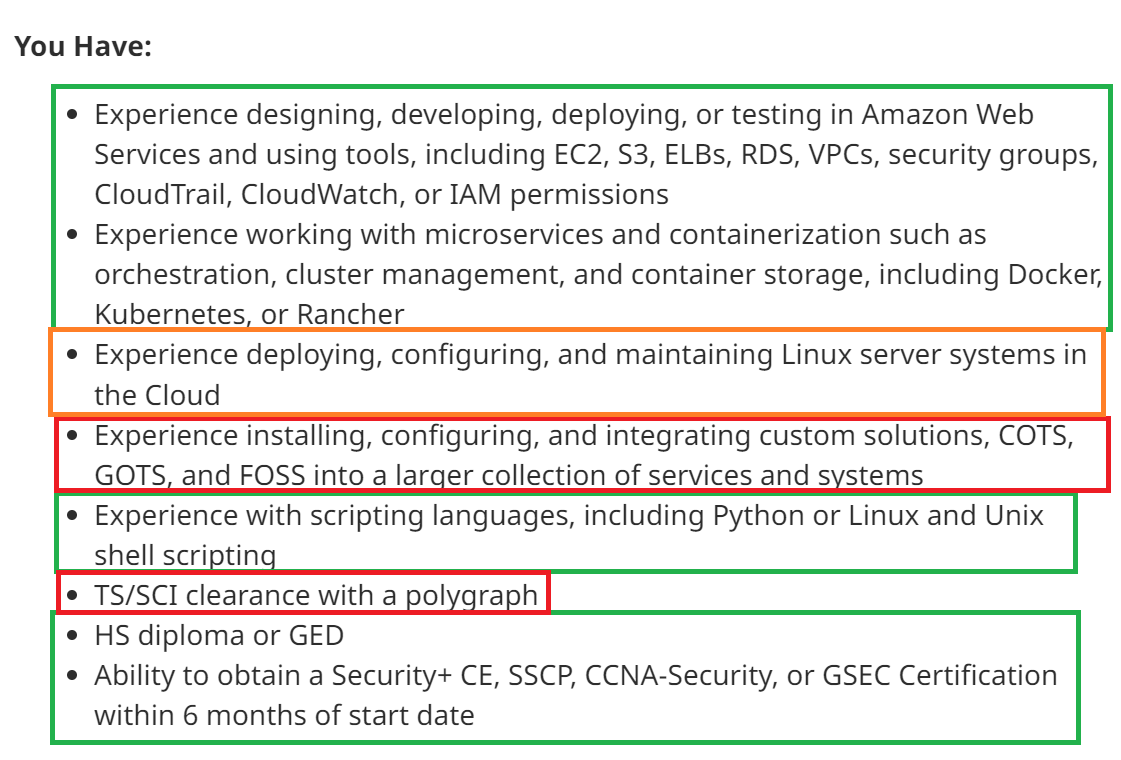 You Have:
• Experience designing, developing, deploying, or testing in Amazon Web
Services and using tools, including EC2, S3, ELBs, RDS, VPCs, security groups,
CloudTrail, CloudWatch, or IAM permissions
• Experience working with microservices and containerization such as
orchestration, cluster management, and container storage, including Docker,
Kubernetes, or Rancher
• Experience deploying, configuring, and maintaining Linux server systems in
the Cloud
• Experience installing, configuring, and integrating custom solutions, COTS,
GOTS, and FOSS into a larger collection of services and systems
• Experience with scripting languages, including Python or Linux and Unix
shell scripting
• TS/SCI clearance with a polygraph
• HS diploma or GED
• Ability to obtain a Security+ CE, SSCP, CCNA-Security, or GSEC Certification
within 6 months of start date